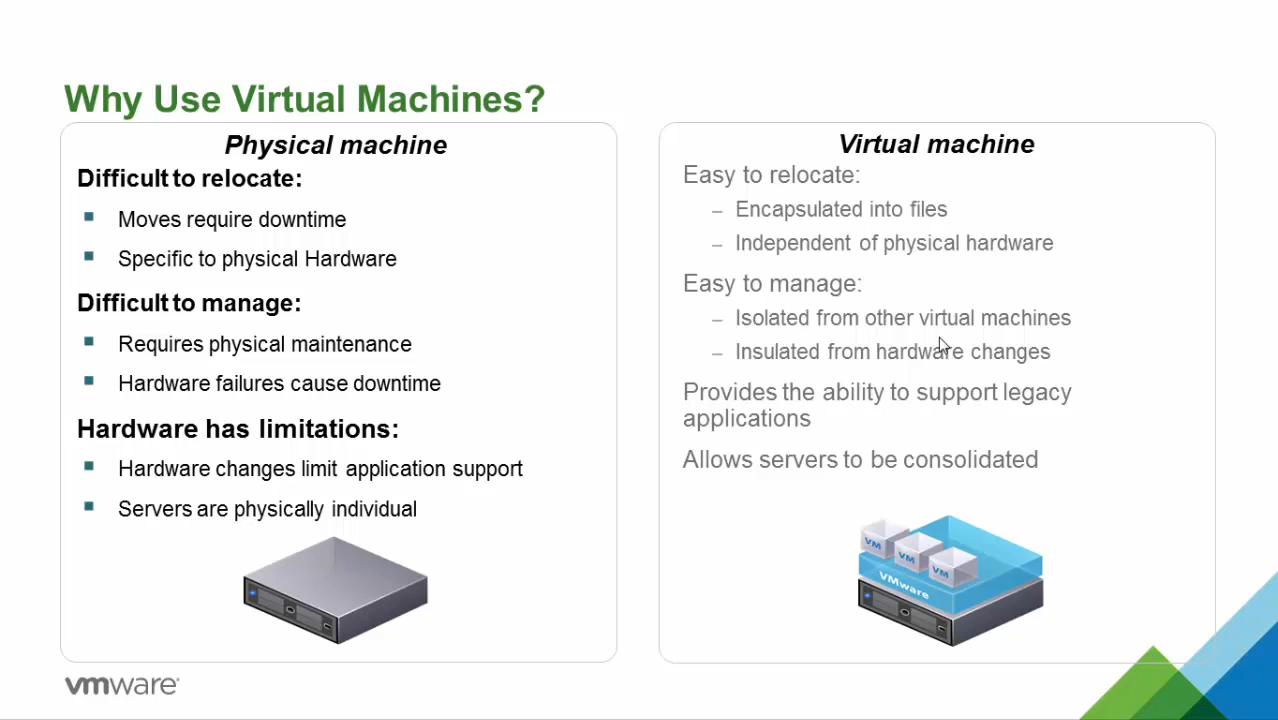 Why Use Virtual Machines?
Physical machine
Difficult to relocate:
Moves require downtime
Specific to physical Hardware
Difficult to manage:
Requires physical maintenance
Hardware failures cause downtime
Hardware has limitations:
Hardware changes limit application support
Servers are physically individual
Virtual machine
Easy to relocate:
– Encapsulated into files
– Independent of physical hardware
Easy to manage:
– Isolated from other virtual machines
– Insulated from hardware changes
Provides the ability to support legacy
applications
Allows servers to be consolidated
VM
VM
VM
VMware
vmware